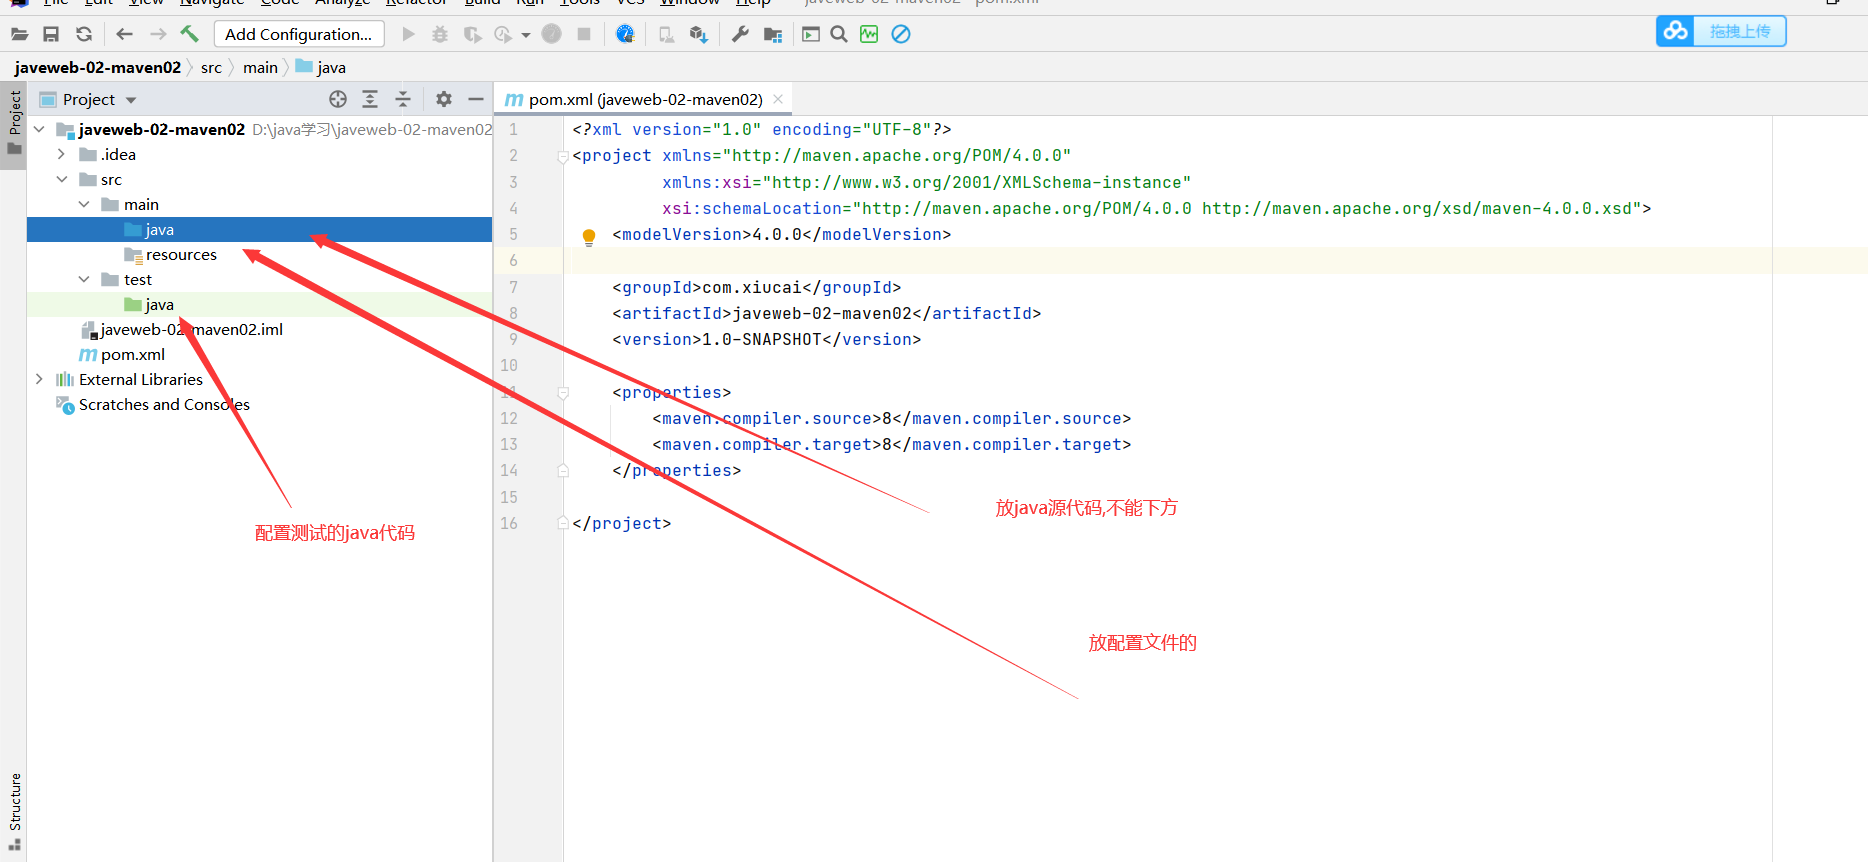 File Edit View Navigate Code Analyze Refactor Build Run Tools VCS Window Help javeweb-02-maven02 - pom.xml
Add Configuration...
拖拽上传
javeweb-02-maven02 src main java
Project
Project
pom.xml (javeweb-02-maven02)
javeweb-02-maven02 D:\java学习\javeweb-02-maven02
.idea
src
main
java
resources
test
java
javeweb-02-maven02.iml
pom.xml
External Libraries
Scratches and Consoles
配置测试的java代码
1 <?xml version="1.0" encoding="UTF-8"?>
2 <project xmlns="http://maven.apache.org/POM/4.0.0"
3 xmlns:xsi="http://www.w3.org/2001/XMLSchema-instance"
4 xsi:schemaLocation="http://maven.apache.org/POM/4.0.0 http://maven.apache.org/xsd/maven-4.0.0.xsd">
5 <modelVersion>4.0.0</modelVersion>
6
7 <groupId>com.xiucai</groupId>
8 <artifactId>javeweb-02-maven02</artifactId>
9 <version>1.0-SNAPSHOT</version>
10
11 <properties>
12 <maven.compiler.source>8</maven.compiler.source>
13 <maven.compiler.target>8</maven.compiler.target>
14 </properties>
15
16 </project>
放java源代码,不能下方
放配置文件的
Structure